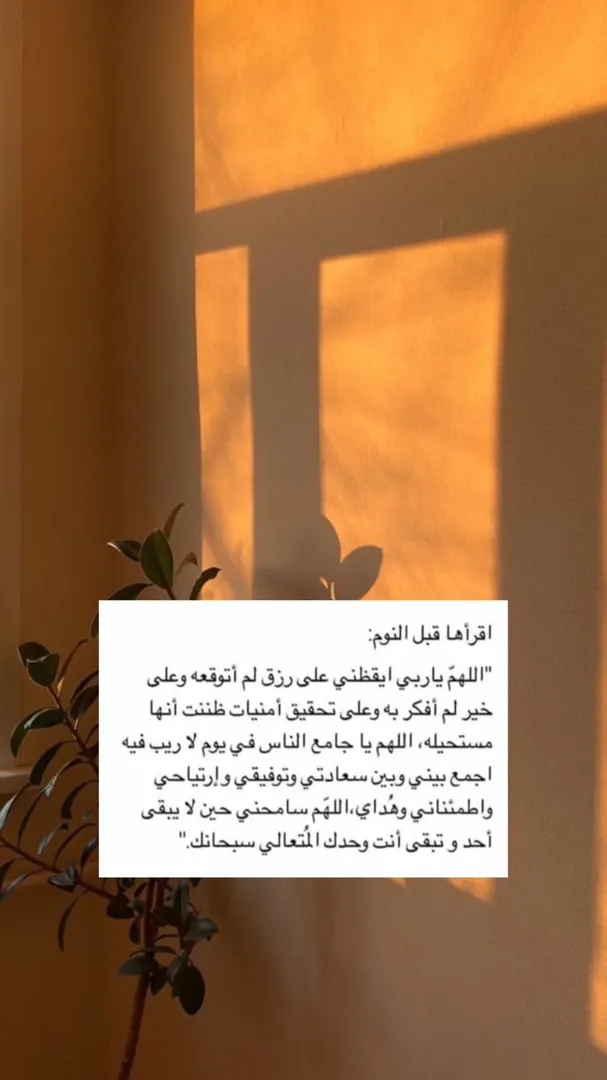 اقرأها قبل النوم:
"اللهمّ ياربي ايقظني على رزق لم أتوقعه وعلى
خير لم أفكر به وعلى تحقيق أمنيات ظننت أنها
مستحيله، اللهم يا جامع الناس في يوم لا ريب فيه
اجمع بيني وبين سعادتي وتوفيقي وإرتياحي
واطمئناني وهُداي،اللهّم سامحني حين لا يبقى
أحد و تبقى أنت وحدك المُتعالي سبحانك."